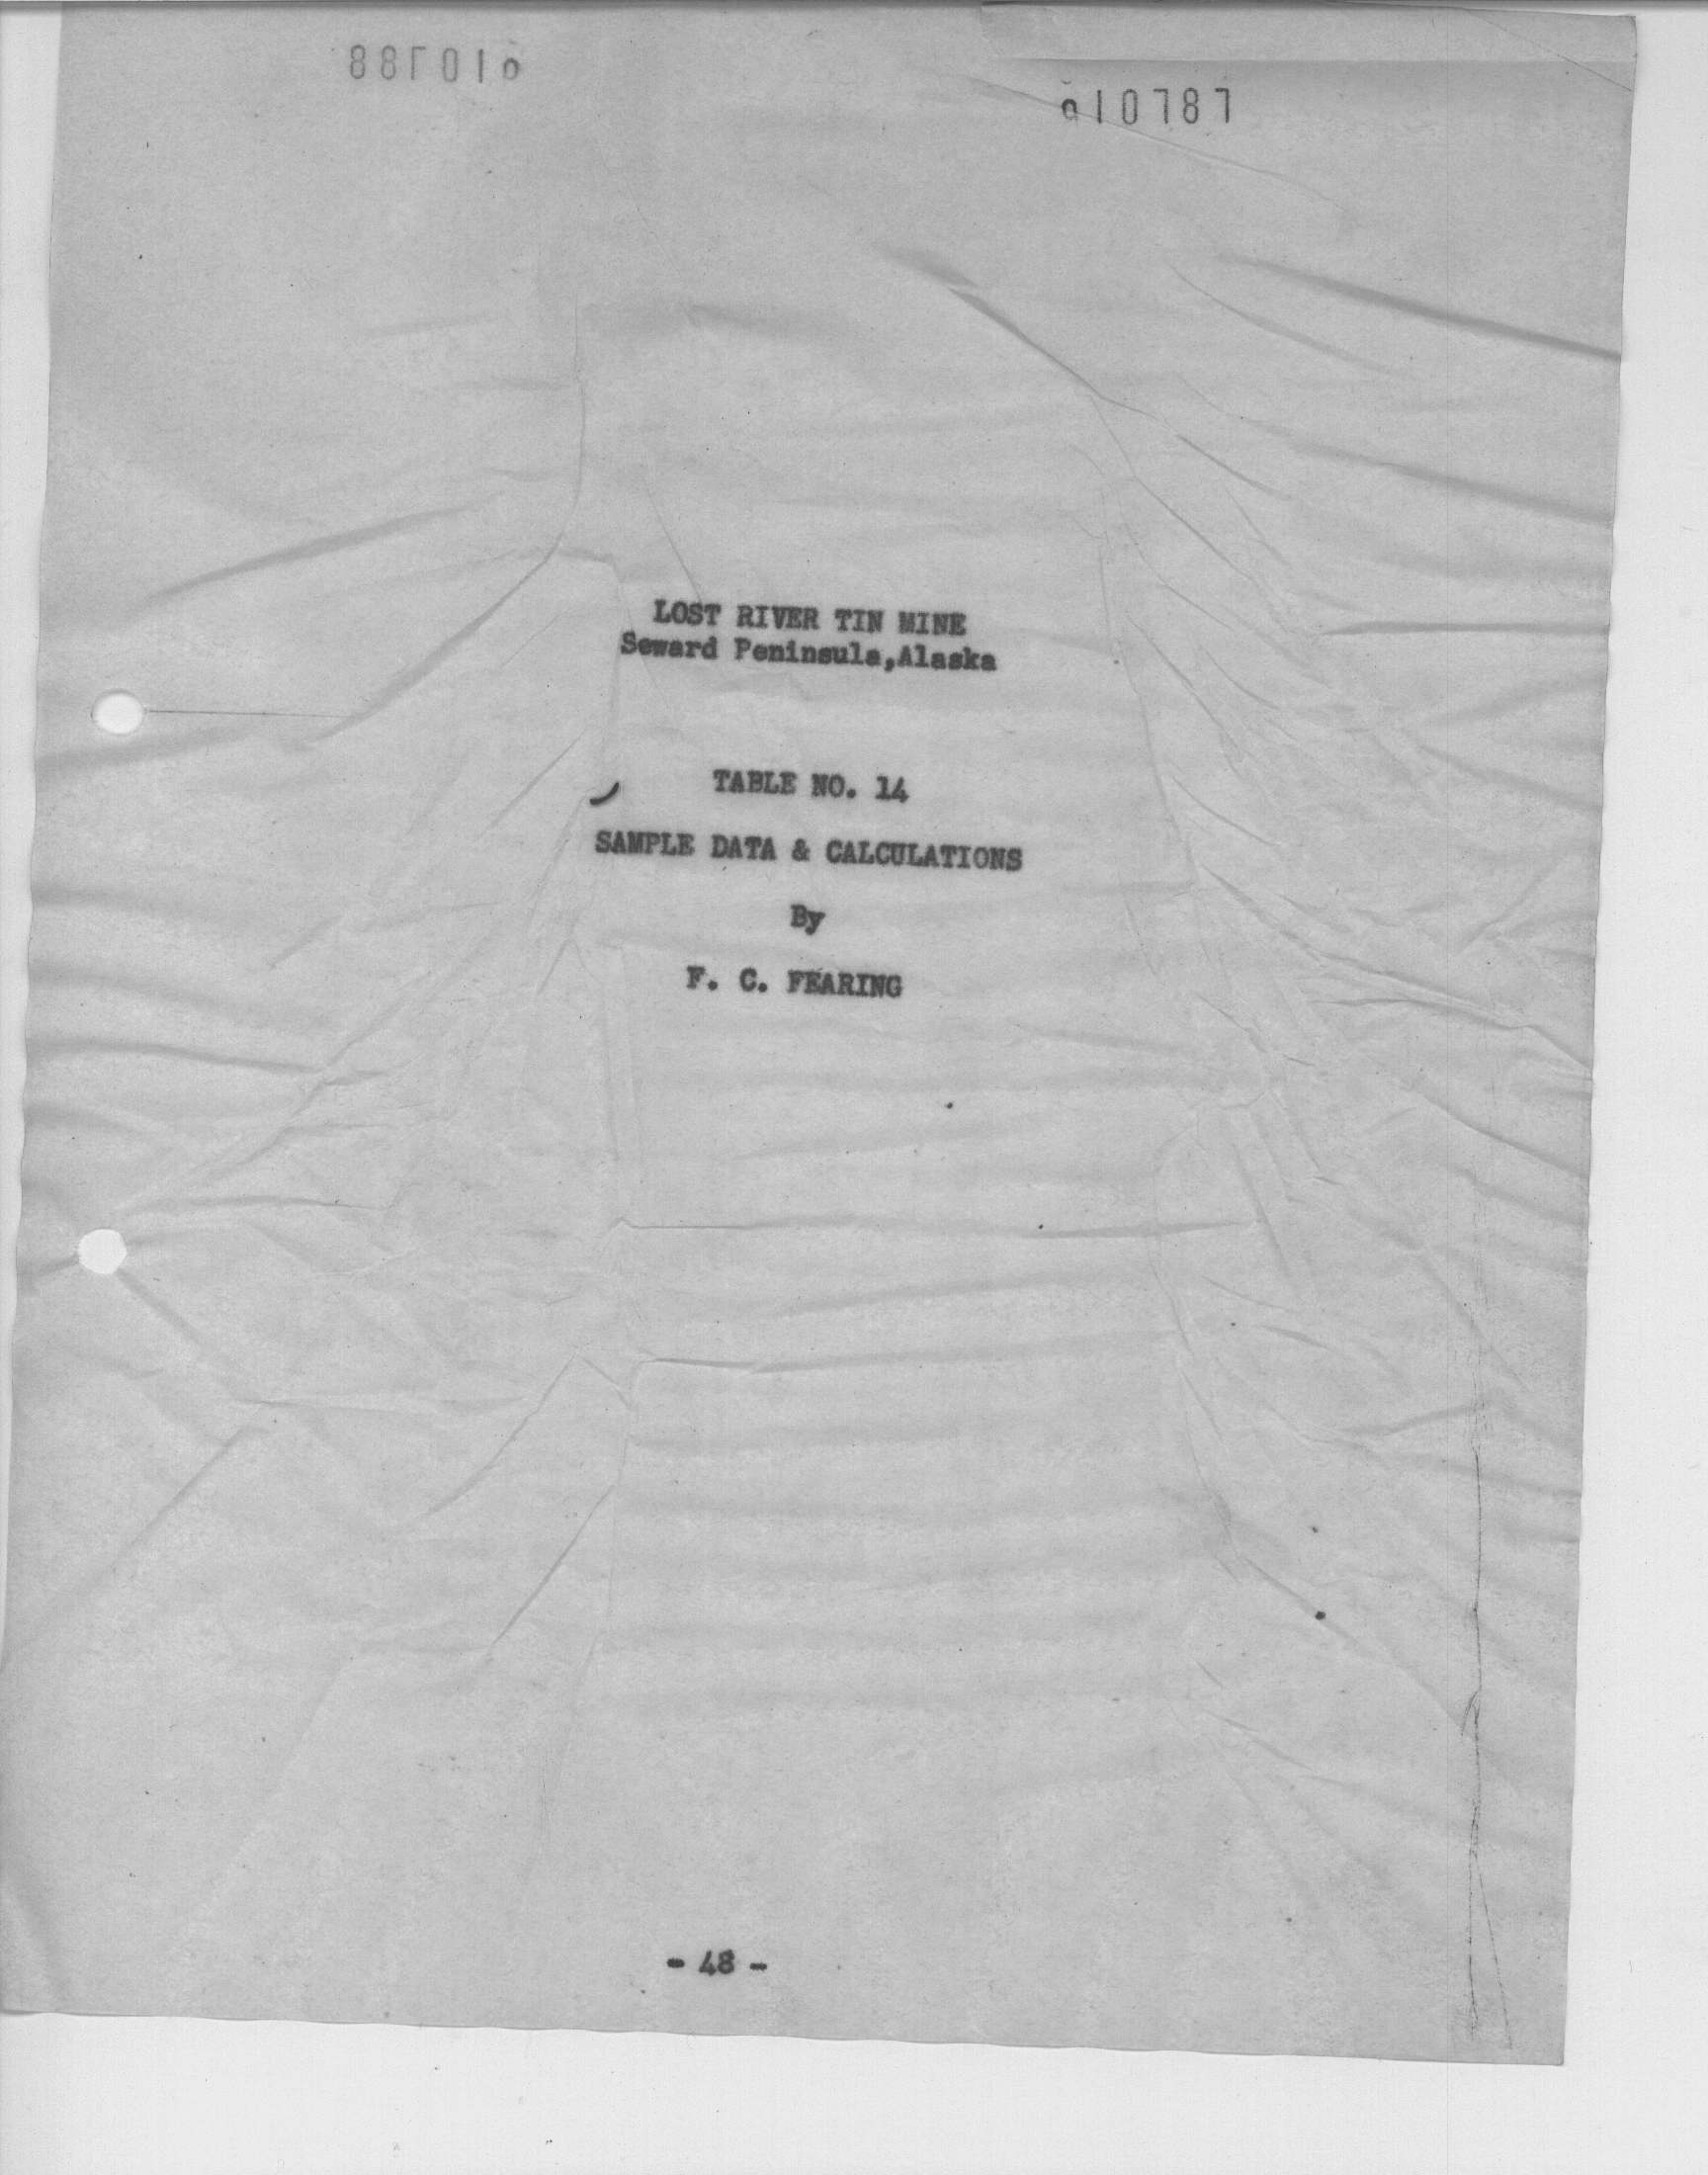 010788
010787
LOST RIVER TIN MINE
Seward Peninsula,Alaska
TABLE NO. 14
SAMPLE DATA & CALCULATIONS
By
F. C. FEARING
- 48 -